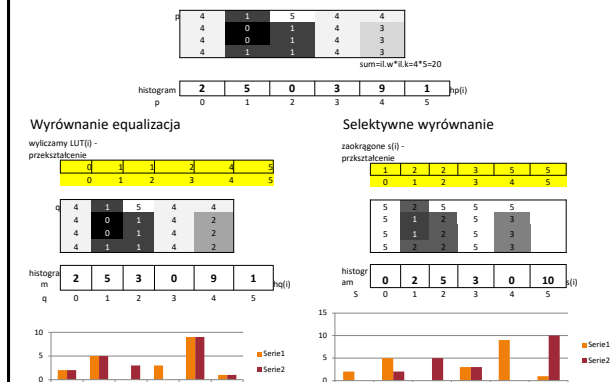 p 4 1 5 4 4
4 0 1 4 3
4 0 1 4 3
4 1 1 4 3
sum=il.w*il.k=4*5=20
histogram 2 5 0 3 9 1 hp(i)
p 0 1 2 3 4 5
Wyrównanie equalizacja
wyliczamy LUT(i) -
przekształcenie
0 1 1 2 4 5
0 1 2 3 4 5
q 4 1 5 4 4
4 0 1 4 2
4 0 1 4 2
4 1 1 4 2
histogra
m 2 5 3 0 9 1 hq(i)
q 0 1 2 3 4 5
10
5
0
Serie1
Serie2
Selektywne wyrównanie
zaokrągone s(i) -
przkształcenie
1 2 2 3 5 5
0 1 2 3 4 5
5 2 5 5 5
5 1 2 5 3
5 1 2 5 3
5 2 2 5 3
histogr
am 0 2 5 3 0 10 s(i)
S 0 1 2 3 4 5
15
10
5
0
Serie1
Serie2